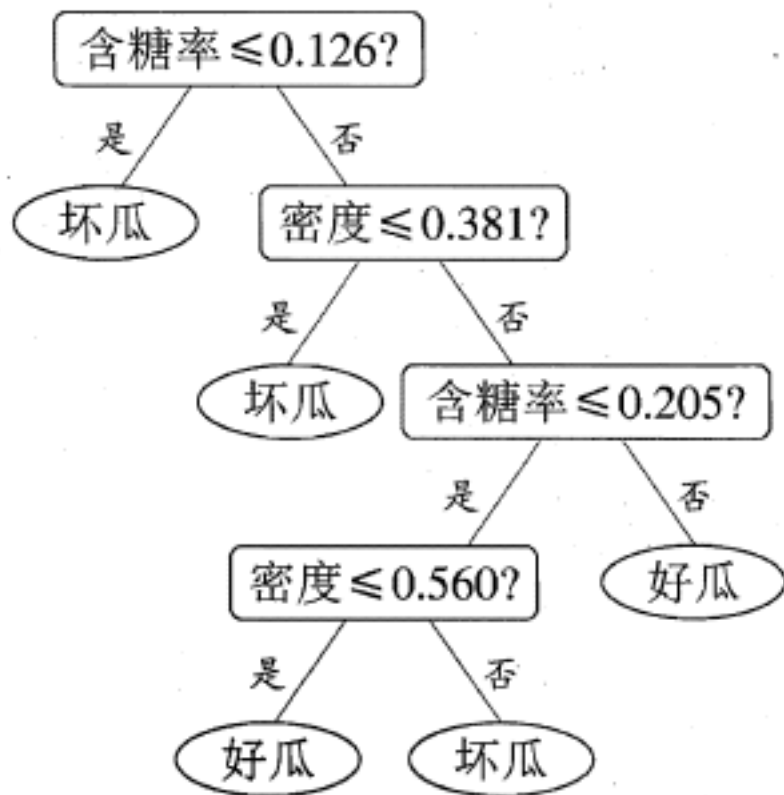 含糖率≤0.126?
是 否
坏瓜 密度≤0.381?
是 否
坏瓜 含糖率≤0.205?
是 否
密度≤0.560? 好瓜
是 否
好瓜 坏瓜